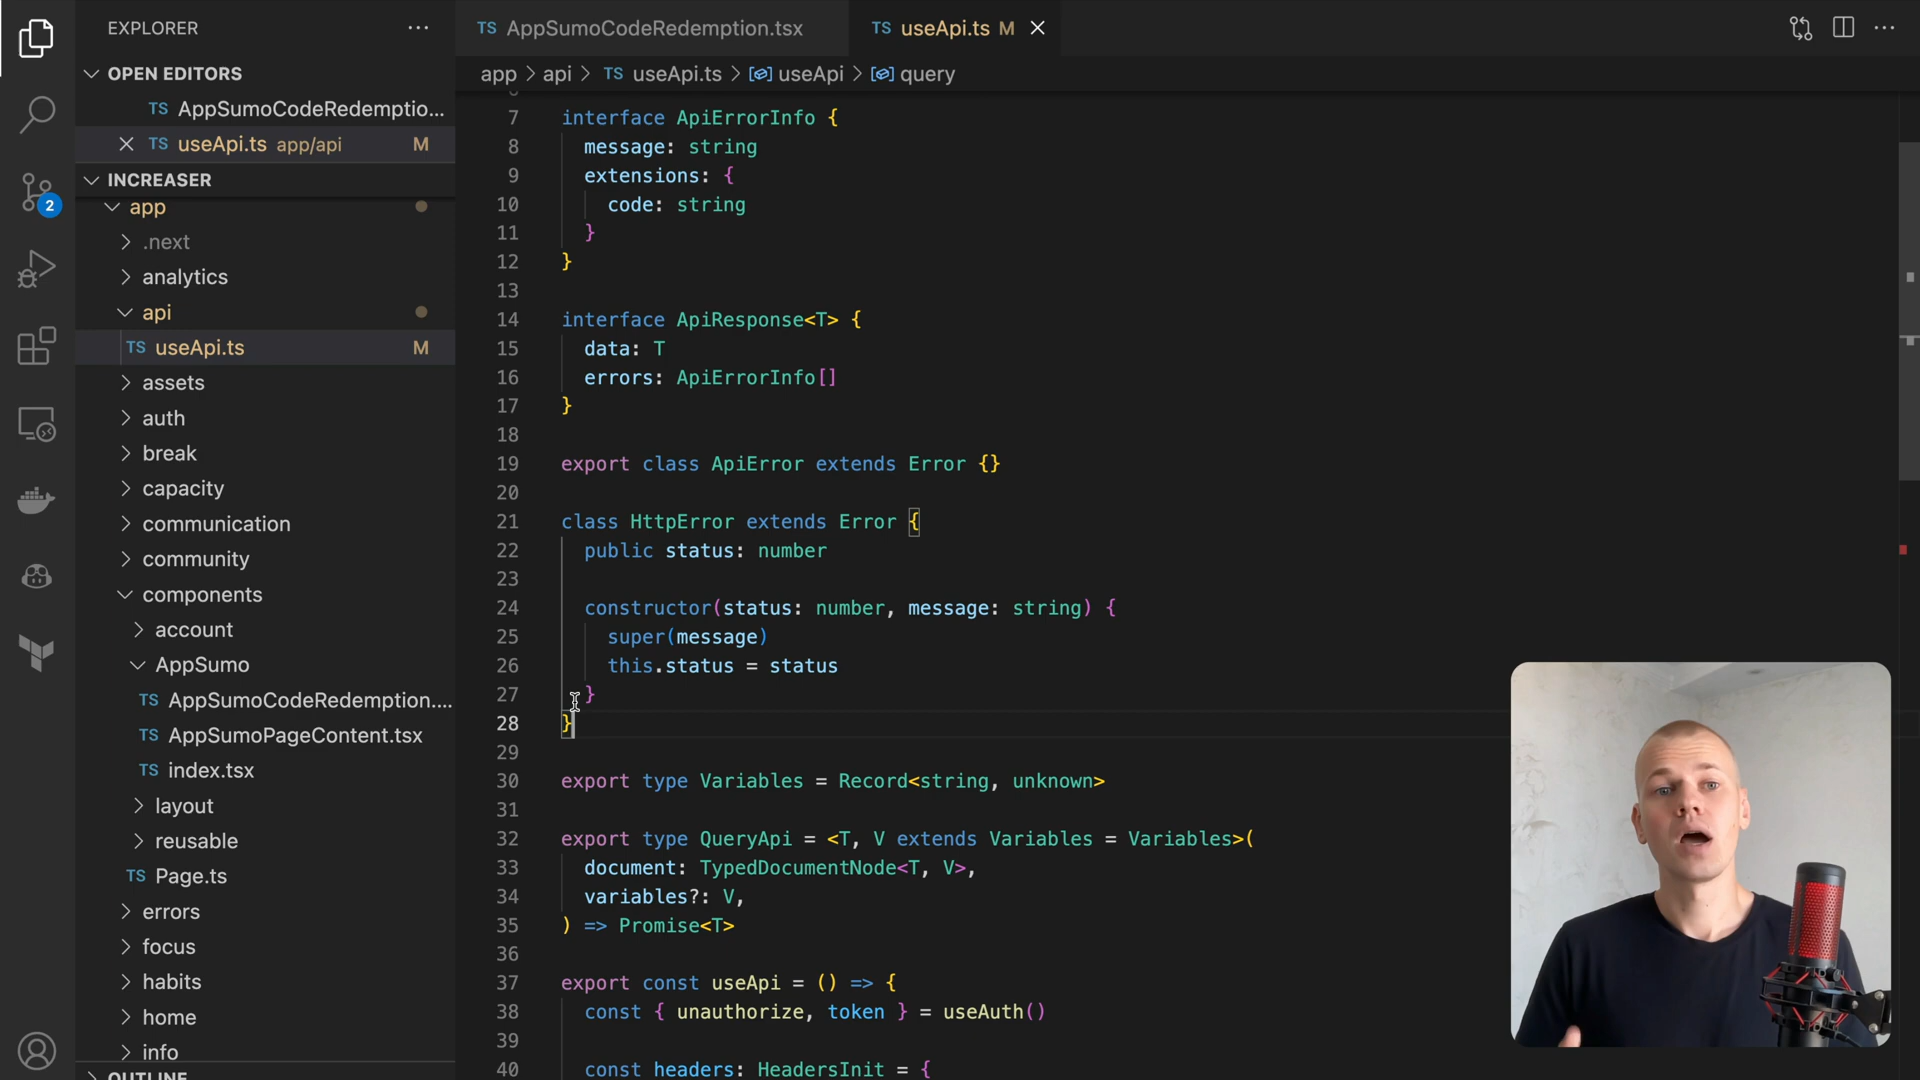 EXPLORER
OPEN EDITORS
TS AppSumoCodeRedemptio...
TS useApi.ts app/api M
INCREASER
app
.next
analytics
api
TS useApi.ts M
assets
auth
break
capacity
communication
community
components
account
AppSumo
TS AppSumoCodeRedemption....
TS AppSumoPageContent.tsx
TS index.tsx
layout
reusable
TS Page.ts
errors
focus
habits
home
info
OUTLINE
2
TS AppSumoCodeRedemption.tsx
TS useApi.ts M
app > api > TS useApi.ts > useApi > query
7 interface ApiErrorInfo {
8 message: string
9 extensions: {
10 code: string
11 }
12 }
13
14 interface ApiResponse<T> {
15 data: T
16 errors: ApiErrorInfo[]
17 }
18
19 export class ApiError extends Error {}
20
21 class HttpError extends Error {
22 public status: number
23
24 constructor(status: number, message: string) {
25 super(message)
26 this.status = status
27 }
28 }
29
30 export type Variables = Record<string, unknown>
31
32 export type QueryApi = <T, V extends Variables = Variables>(
33 document: TypedDocumentNode<T, V>,
34 variables?: V,
35 ) => Promise<T>
36
37 export const useApi = () => {
38 const { unauthorize, token } = useAuth()
39
40 const headers: HeadersInit = {